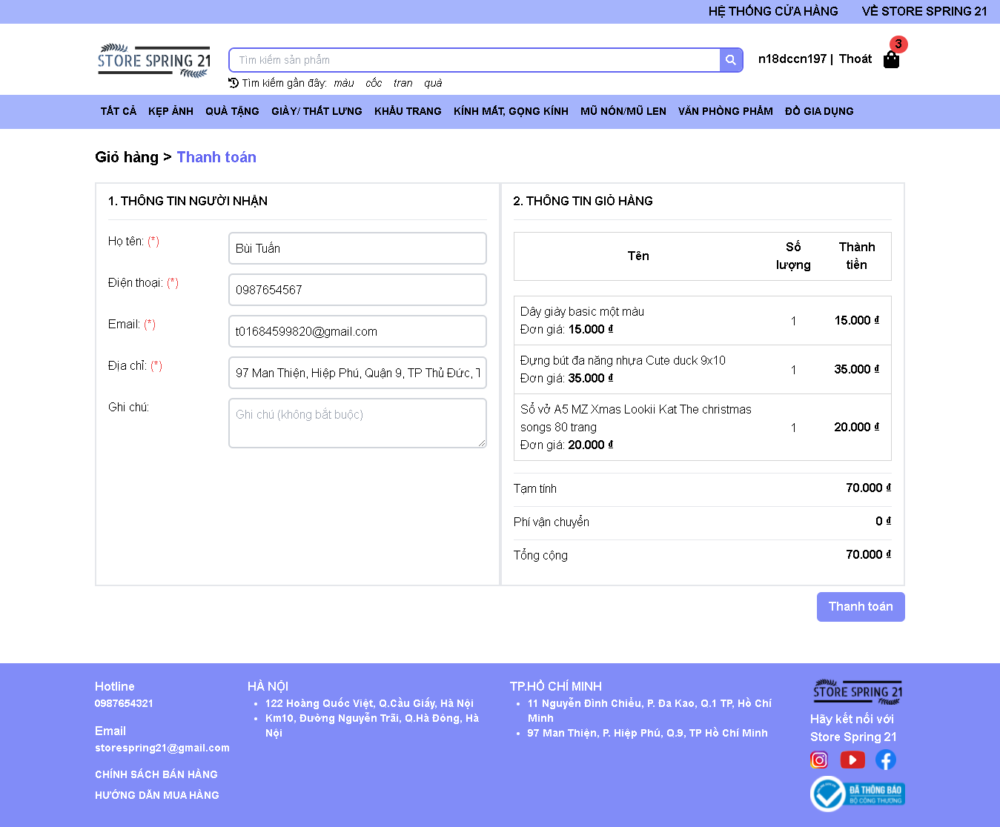 HỆ THỐNG CỬA HÀNG VỀ STORE SPRING 21
STORE SPRING 21
Tìm kiếm sản phẩm
n18dccn197 | Thoát
3
Tìm kiếm gần đây: màu cốc tran quà
TẤT CẢ KẸP ẢNH QUÀ TẶNG GIÀY/ THẮT LƯNG KHẨU TRANG KÍNH MẮT, GỌNG KÍNH MŨ NÓN/MŨ LEN VĂN PHÒNG PHẨM ĐỒ GIA DỤNG
Giỏ hàng > Thanh toán
1. THÔNG TIN NGƯỜI NHẬN
Họ tên: (*)
Bùi Tuấn
Điện thoại: (*)
0987654567
Email: (*)
t01684599820@gmail.com
Địa chỉ: (*)
97 Man Thiện, Hiệp Phú, Quận 9, TP Thủ Đức, T
Ghi chú:
Ghi chú (không bắt buộc)
2. THÔNG TIN GIỎ HÀNG
Tên
Số
lượng
Thành
tiền
Dây giày basic một màu
Đơn giá: 15.000 ₫
1
15.000 ₫
Đựng bút đa năng nhựa Cute duck 9x10
Đơn giá: 35.000 ₫
1
35.000 ₫
Sổ vở A5 MZ Xmas Lookii Kat The christmas
songs 80 trang
Đơn giá: 20.000 ₫
1
20.000 ₫
Tạm tính 70.000 ₫
Phí vận chuyển 0 ₫
Tổng cộng 70.000 ₫
Thanh toán
Hotline
0987654321
Email
storespring21@gmail.com
CHÍNH SÁCH BÁN HÀNG
HƯỚNG DẪN MUA HÀNG
HÀ NỘI
122 Hoàng Quốc Việt, Q.Cầu Giấy, Hà Nội
Km10, Đường Nguyễn Trãi, Q.Hà Đông, Hà
Nội
TP.HỒ CHÍ MINH
11 Nguyễn Đình Chiểu, P. Đa Kao, Q.1 TP, Hồ Chí
Minh
97 Man Thiện, P. Hiệp Phú, Q.9, TP Hồ Chí Minh
STORE SPRING 21
Hãy kết nối với
Store Spring 21
ĐÃ THÔNG BÁO
BỘ CÔNG THƯƠNG